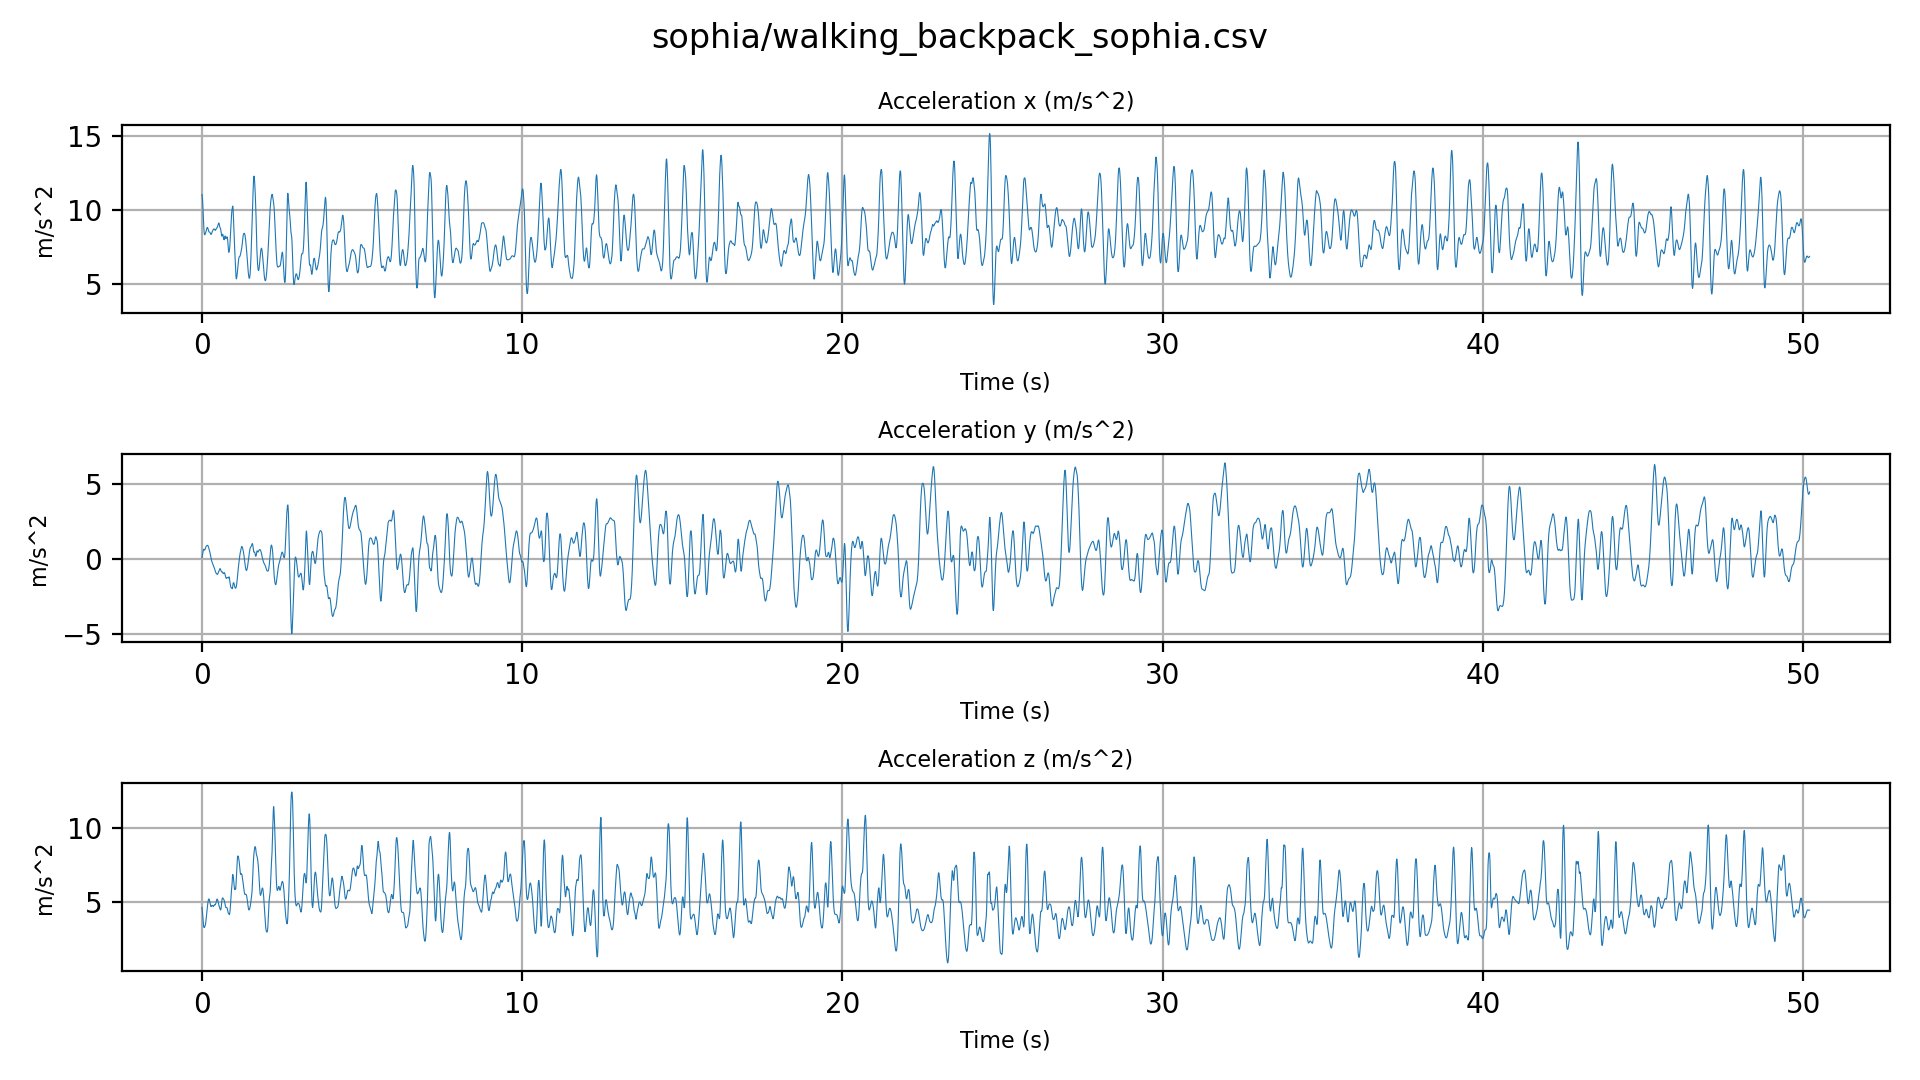 sophia/walking_backpack_sophia.csv
Acceleration x (m/s^2)
m/s^2
15
10
5
0 10 20 30 40 50
Time (s)
Acceleration y (m/s^2)
m/s^2
5
0
−5
0 10 20 30 40 50
Time (s)
Acceleration z (m/s^2)
m/s^2
10
5
0 10 20 30 40 50
Time (s)